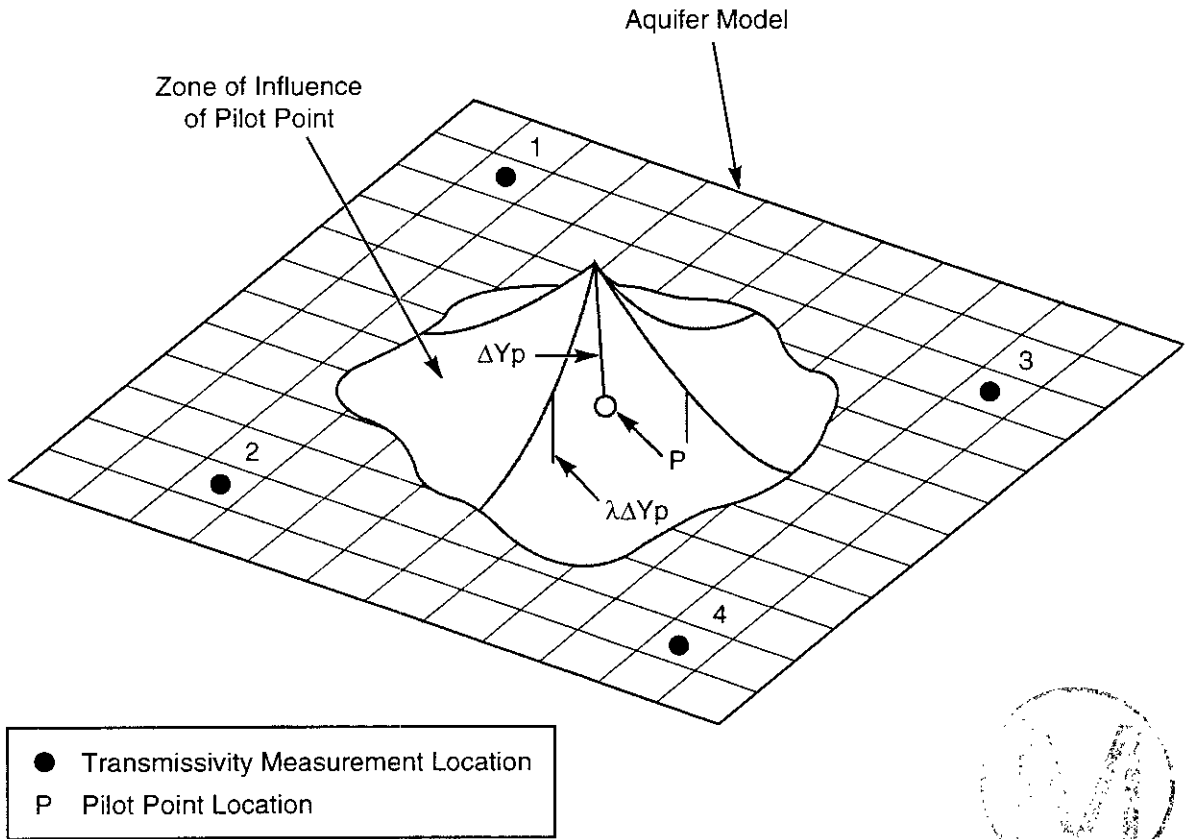 Aquifer Model
Zone of Influence
of Pilot Point
1
3
ΔYp
P
2
λΔYp
4
● Transmissivity Measurement Location
P Pilot Point Location